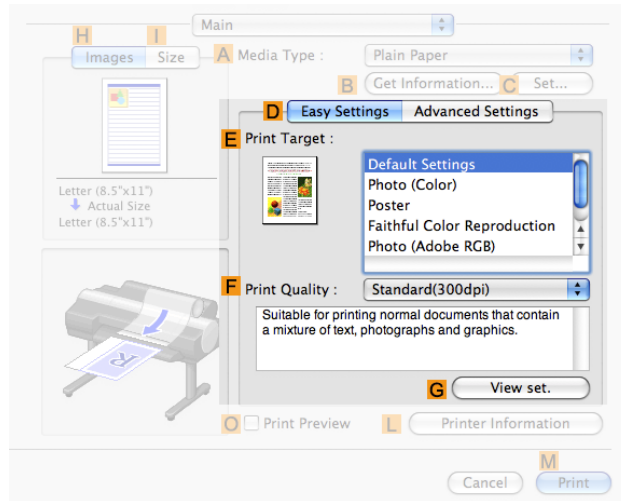 Main
H
I
Images Size
A Media Type : Plain Paper
B Get Information... C Set...
D Easy Settings Advanced Settings
E Print Target :
Default Settings
Photo (Color)
Poster
Faithful Color Reproduction
Photo (Adobe RGB)
Letter (8.5"x11")
Actual Size
Letter (8.5"x11")
F Print Quality : Standard(300dpi)
Suitable for printing normal documents that contain
a mixture of text, photographs and graphics.
G View set.
O Print Preview L Printer Information
M
Cancel Print